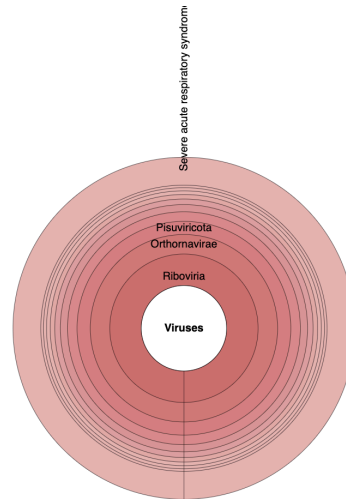 Severe acute respiratory syndrom
Pisuviricota
Orthornavirae
Riboviria
Viruses